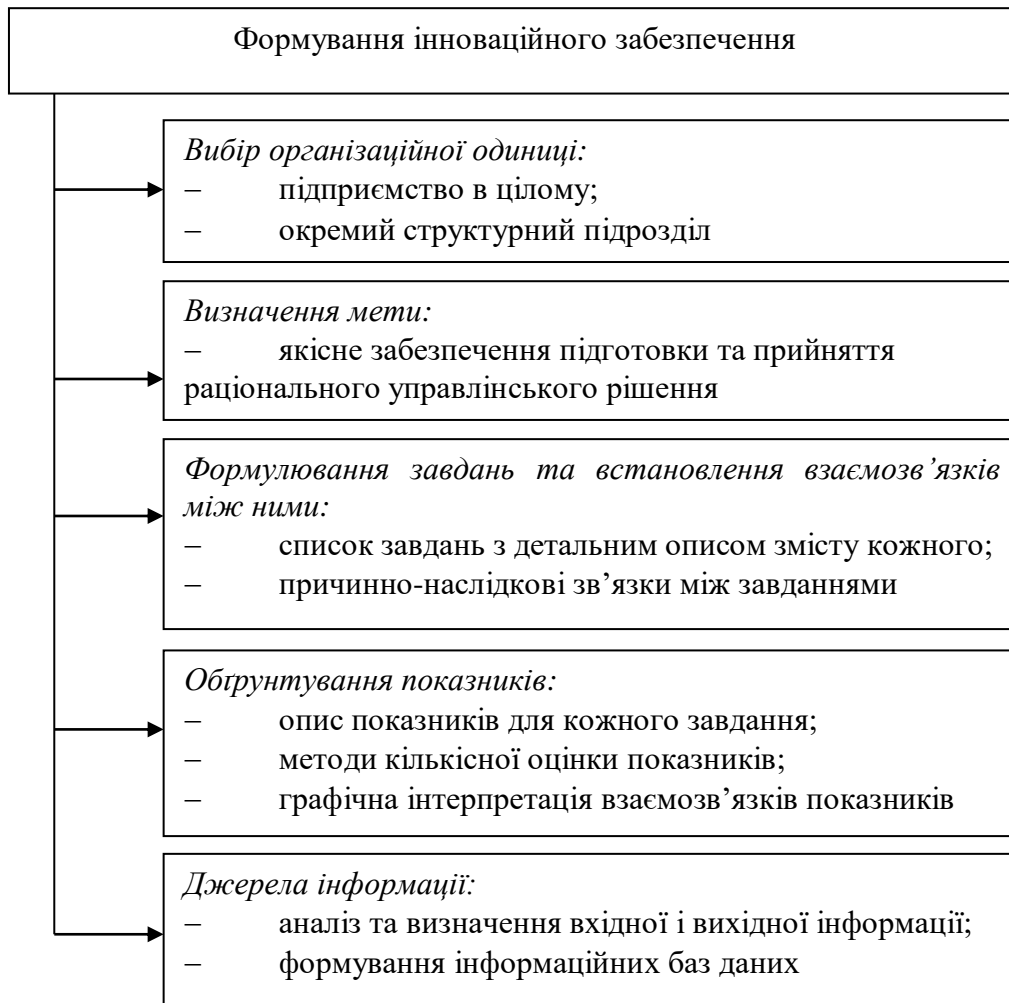 Формування інноваційного забезпечення
Вибір організаційної одиниці:
– підприємство в цілому;
– окремий структурний підрозділ
Визначення мети:
– якісне забезпечення підготовки та прийняття
раціонального управлінського рішення
Формулювання завдань та встановлення взаємозв’язків
між ними:
– список завдань з детальним описом змісту кожного;
– причинно-наслідкові зв’язки між завданнями
Обґрунтування показників:
– опис показників для кожного завдання;
– методи кількісної оцінки показників;
– графічна інтерпретація взаємозв’язків показників
Джерела інформації:
– аналіз та визначення вхідної і вихідної інформації;
– формування інформаційних баз даних